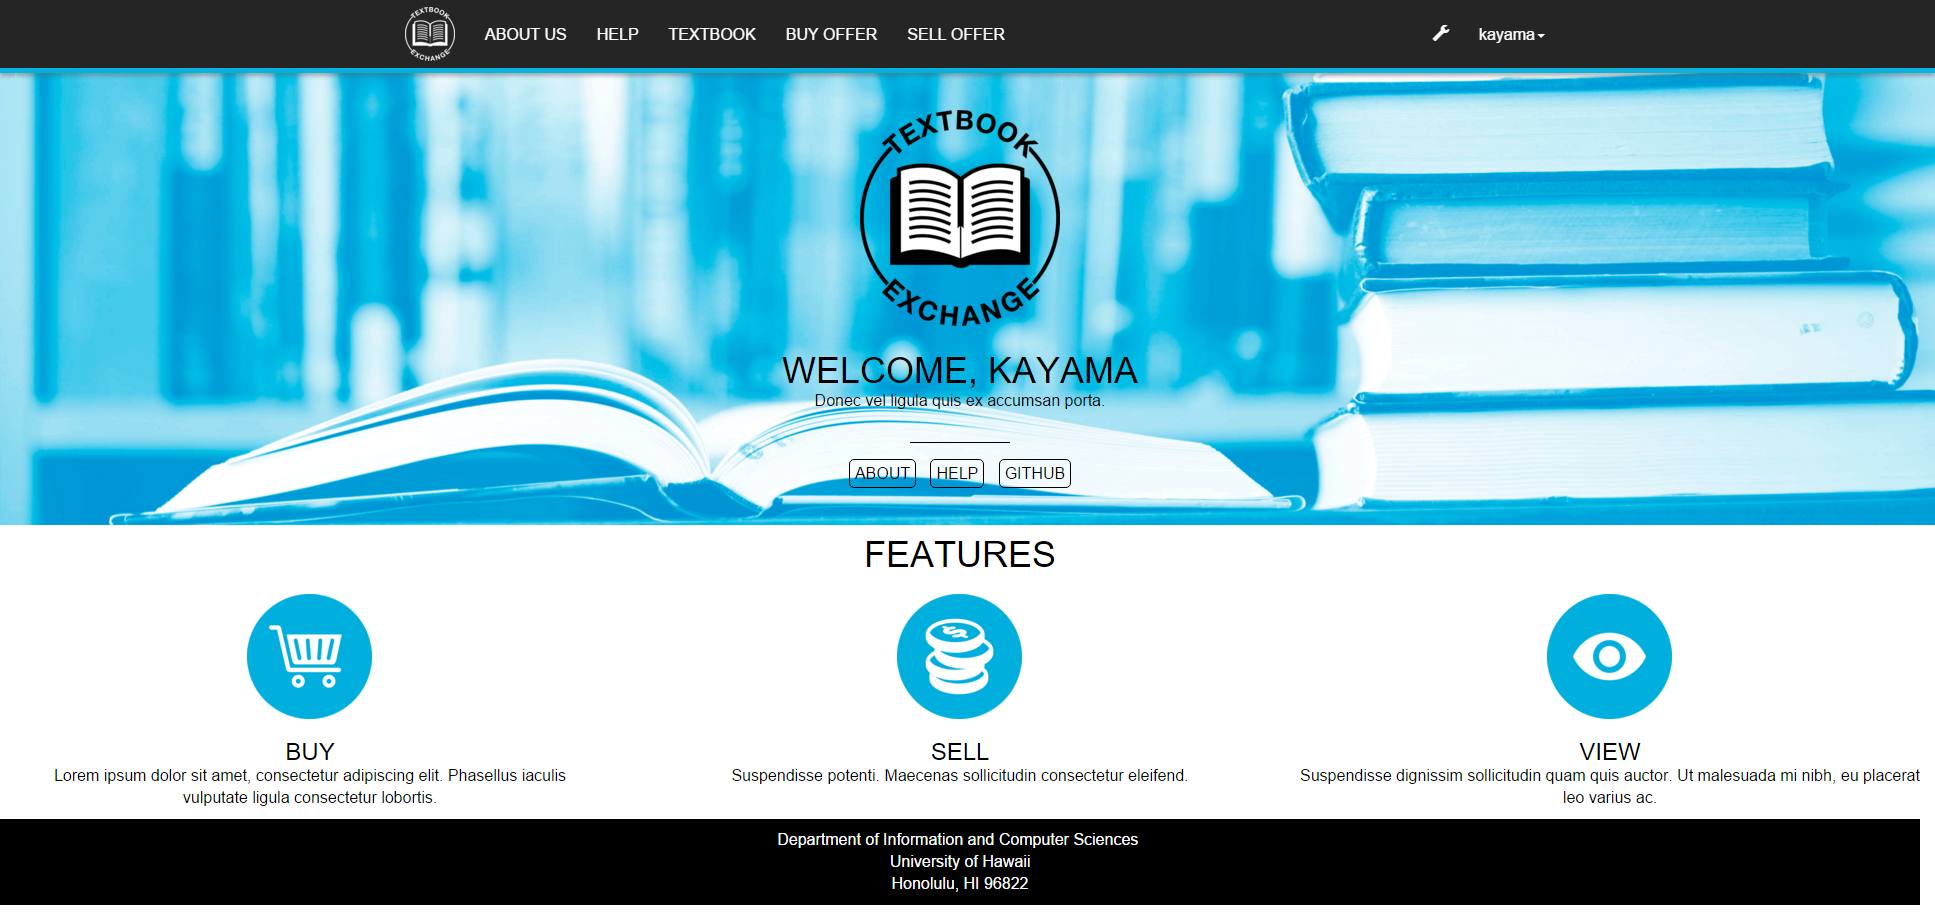 TEXTBOOK
EXCHANGE
ABOUT US HELP TEXTBOOK BUY OFFER SELL OFFER kayama
TEXTBOOK
EXCHANGE
WELCOME, KAYAMA
Donec vel ligula quis ex accumsan porta.
ABOUT HELP GITHUB
FEATURES
BUY
Lorem ipsum dolor sit amet, consectetur adipiscing elit. Phasellus iaculis
vulputate ligula consectetur lobortis.
SELL
Suspendisse potenti. Maecenas sollicitudin consectetur eleifend.
VIEW
Suspendisse dignissim sollicitudin quam quis auctor. Ut malesuada mi nibh, eu placerat
leo varius ac.
Department of Information and Computer Sciences
University of Hawaii
Honolulu, HI 96822